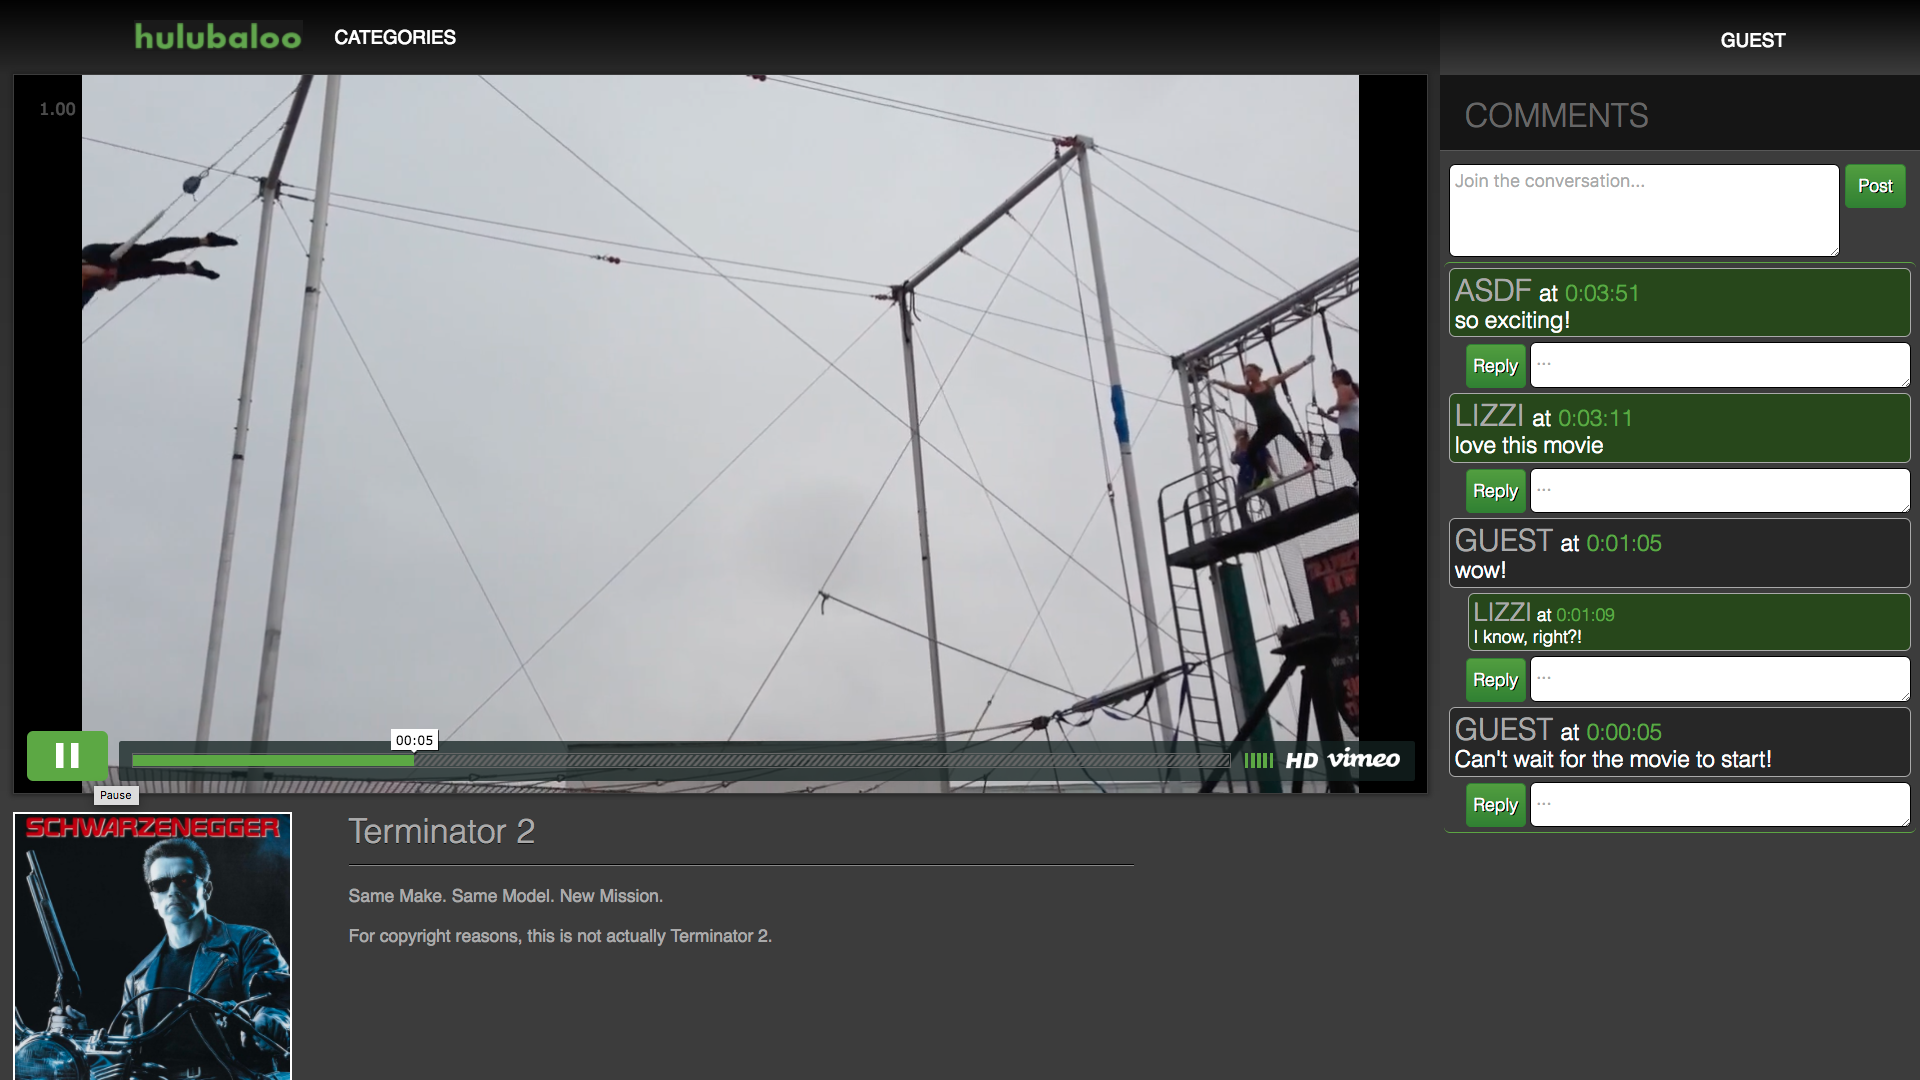 hulubaloo
CATEGORIES
GUEST
1.00
00:05
HD vimeo
Pause
SCHWARZENEGGER
Terminator 2
Same Make. Same Model. New Mission.
For copyright reasons, this is not actually Terminator 2.
COMMENTS
Join the conversation...
Post
ASDF at 0:03:51
so exciting!
Reply
...
LIZZI at 0:03:11
love this movie
Reply
...
GUEST at 0:01:05
wow!
LIZZI at 0:01:09
I know, right?!
Reply
...
GUEST at 0:00:05
Can't wait for the movie to start!
Reply
...